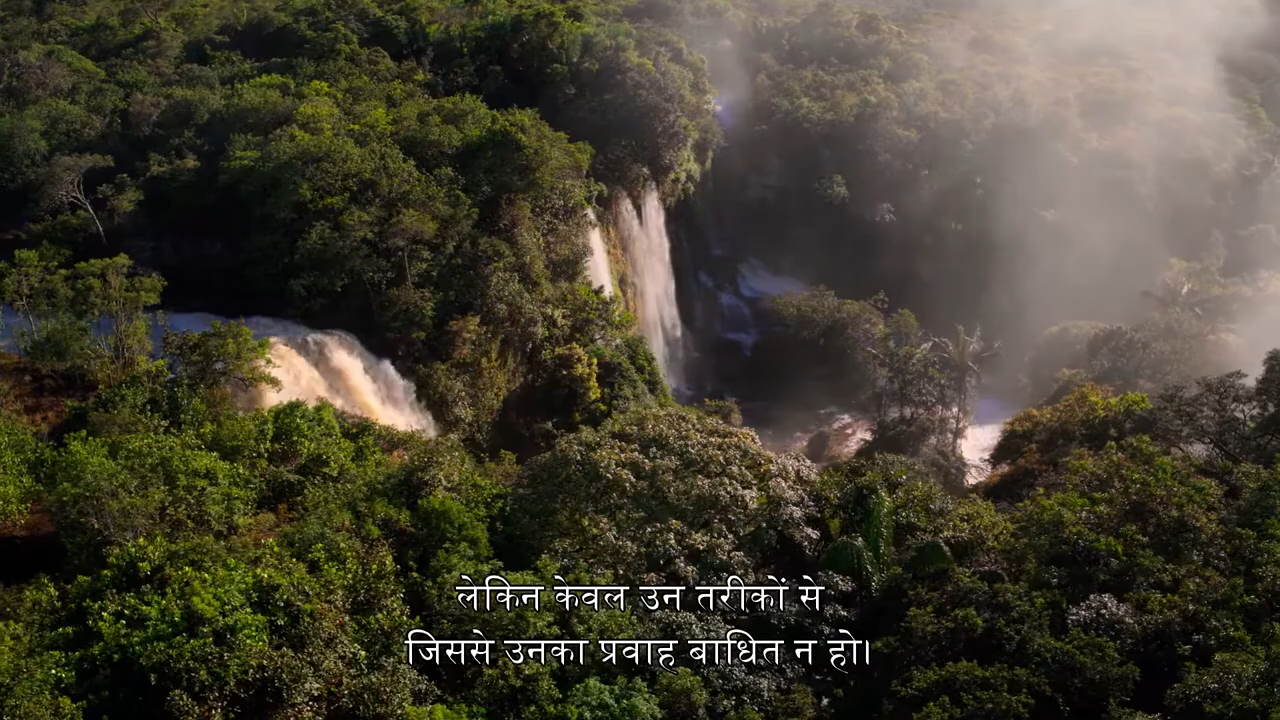 लेकिन केवल उन तरीकों से
जिससे उनका प्रवाह बाधित न हो।